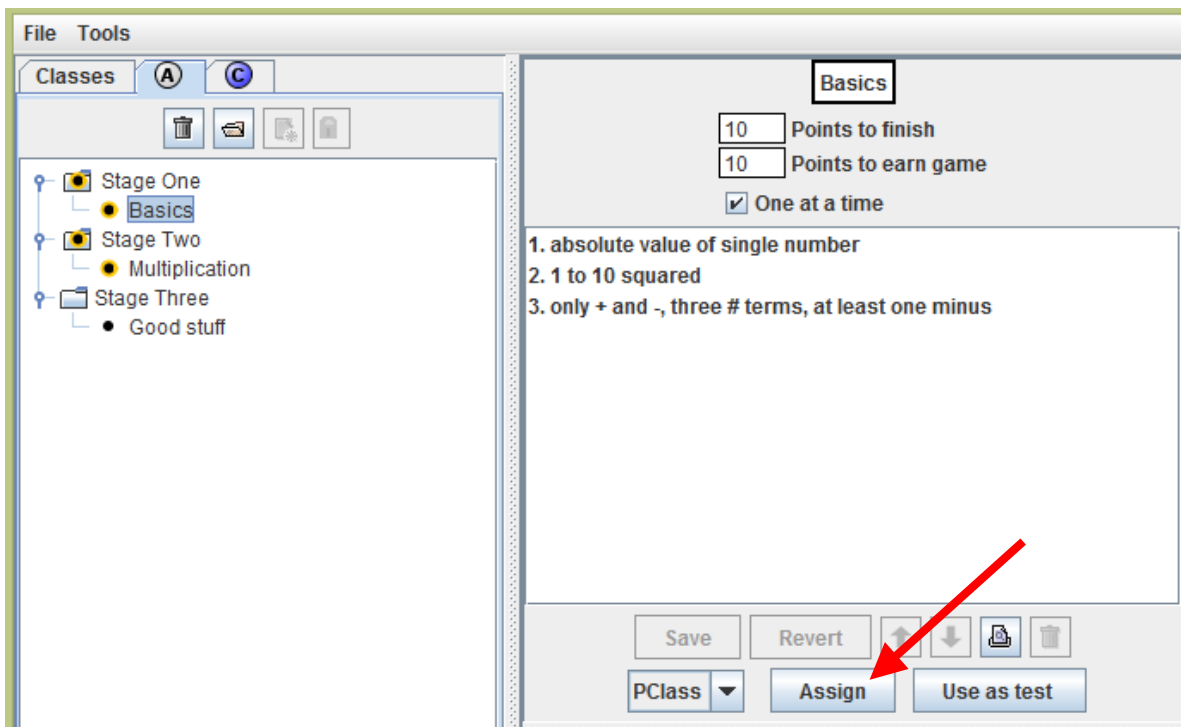 File Tools
Classes A C
Stage One
Basics
Stage Two
Multiplication
Stage Three
Good stuff
Basics
10 Points to finish
10 Points to earn game
One at a time
1. absolute value of single number
2. 1 to 10 squared
3. only + and -, three # terms, at least one minus
Save Revert
PClass Assign Use as test